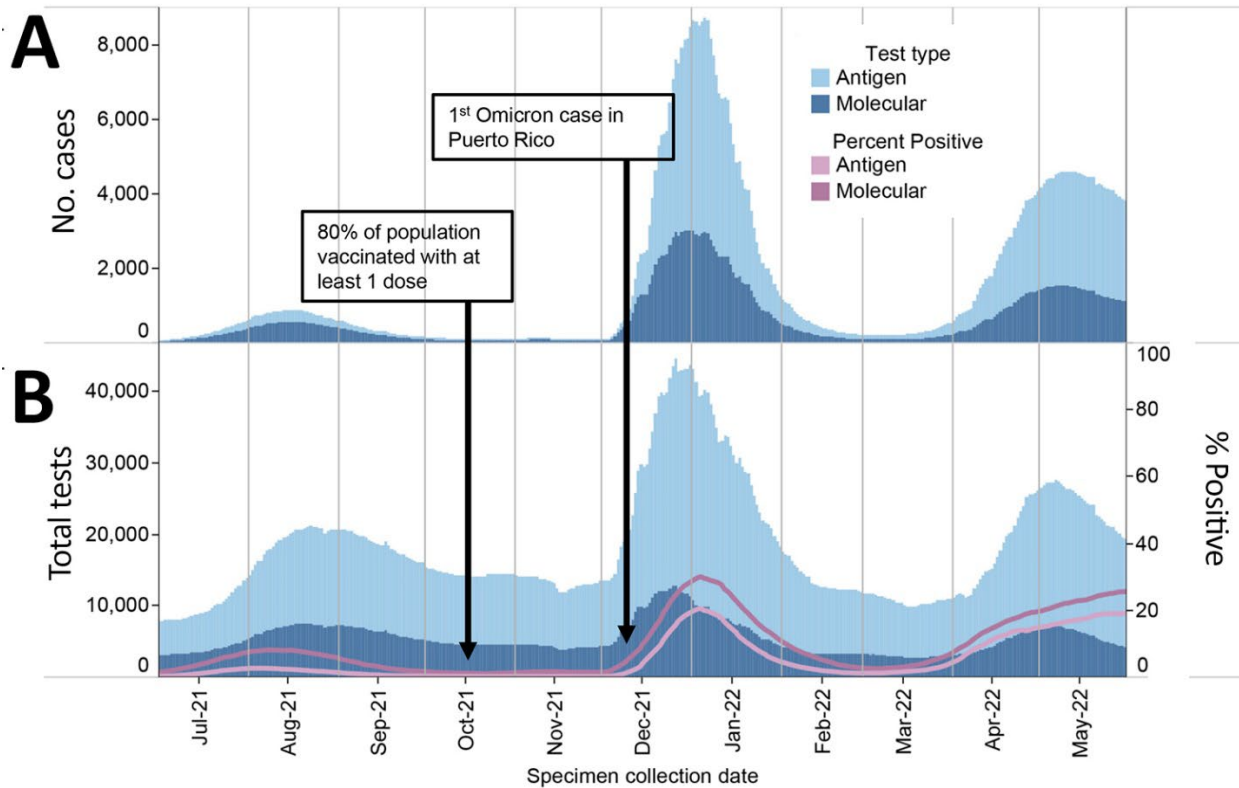 A
No. cases
8,000
6,000
4,000
2,000
0
1st Omicron case in
Puerto Rico
80% of population
vaccinated with at
least 1 dose
Test type
Antigen
Molecular
Percent Positive
Antigen
Molecular
B
Total tests
40,000
30,000
20,000
10,000
0
100
80
60
40
20
0
% Positive
Jul-21
Aug-21
Sep-21
Oct-21
Nov-21
Dec-21
Jan-22
Feb-22
Mar-22
Apr-22
May-22
Specimen collection date